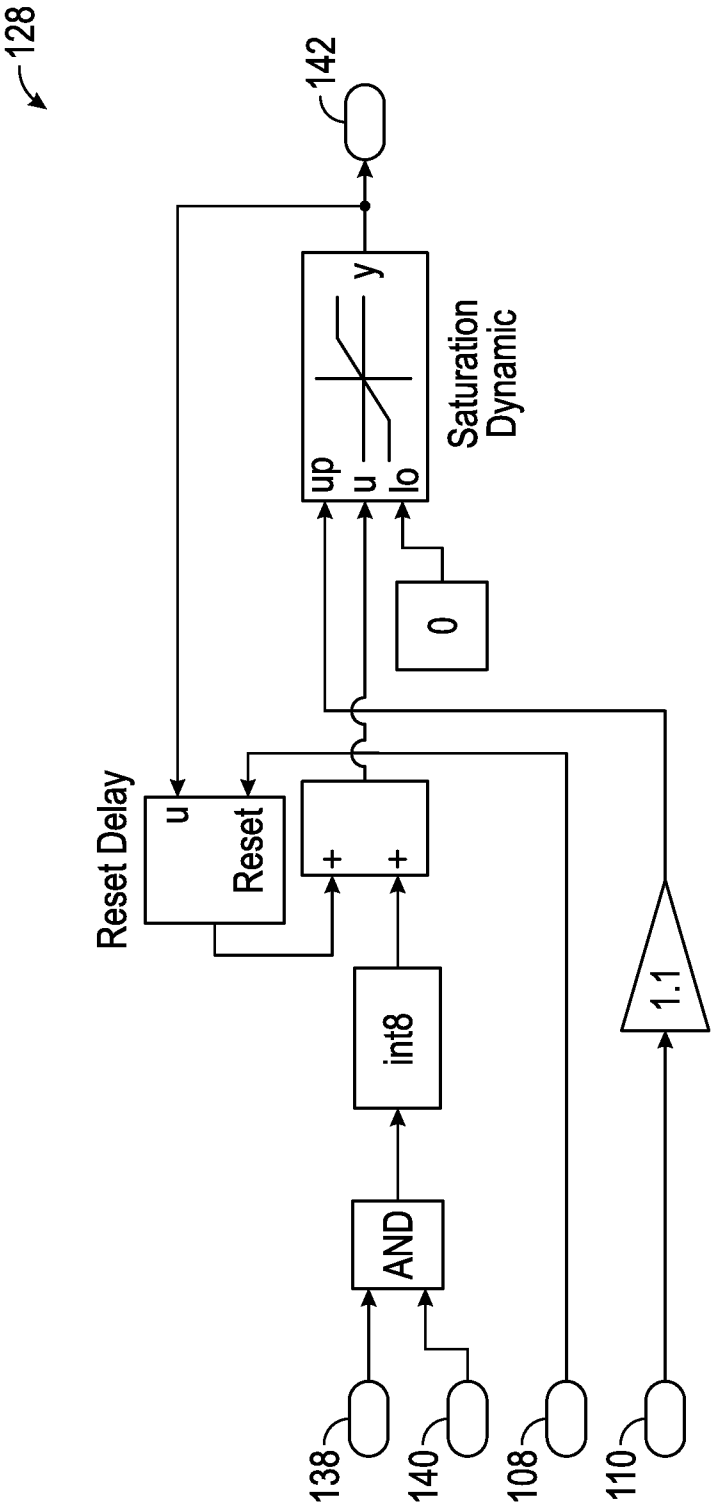 128
142
Reset Delay
u
Reset
+
+
up
u
lo
y
Saturation
Dynamic
0
int8
AND
1.1
138
140
108
110